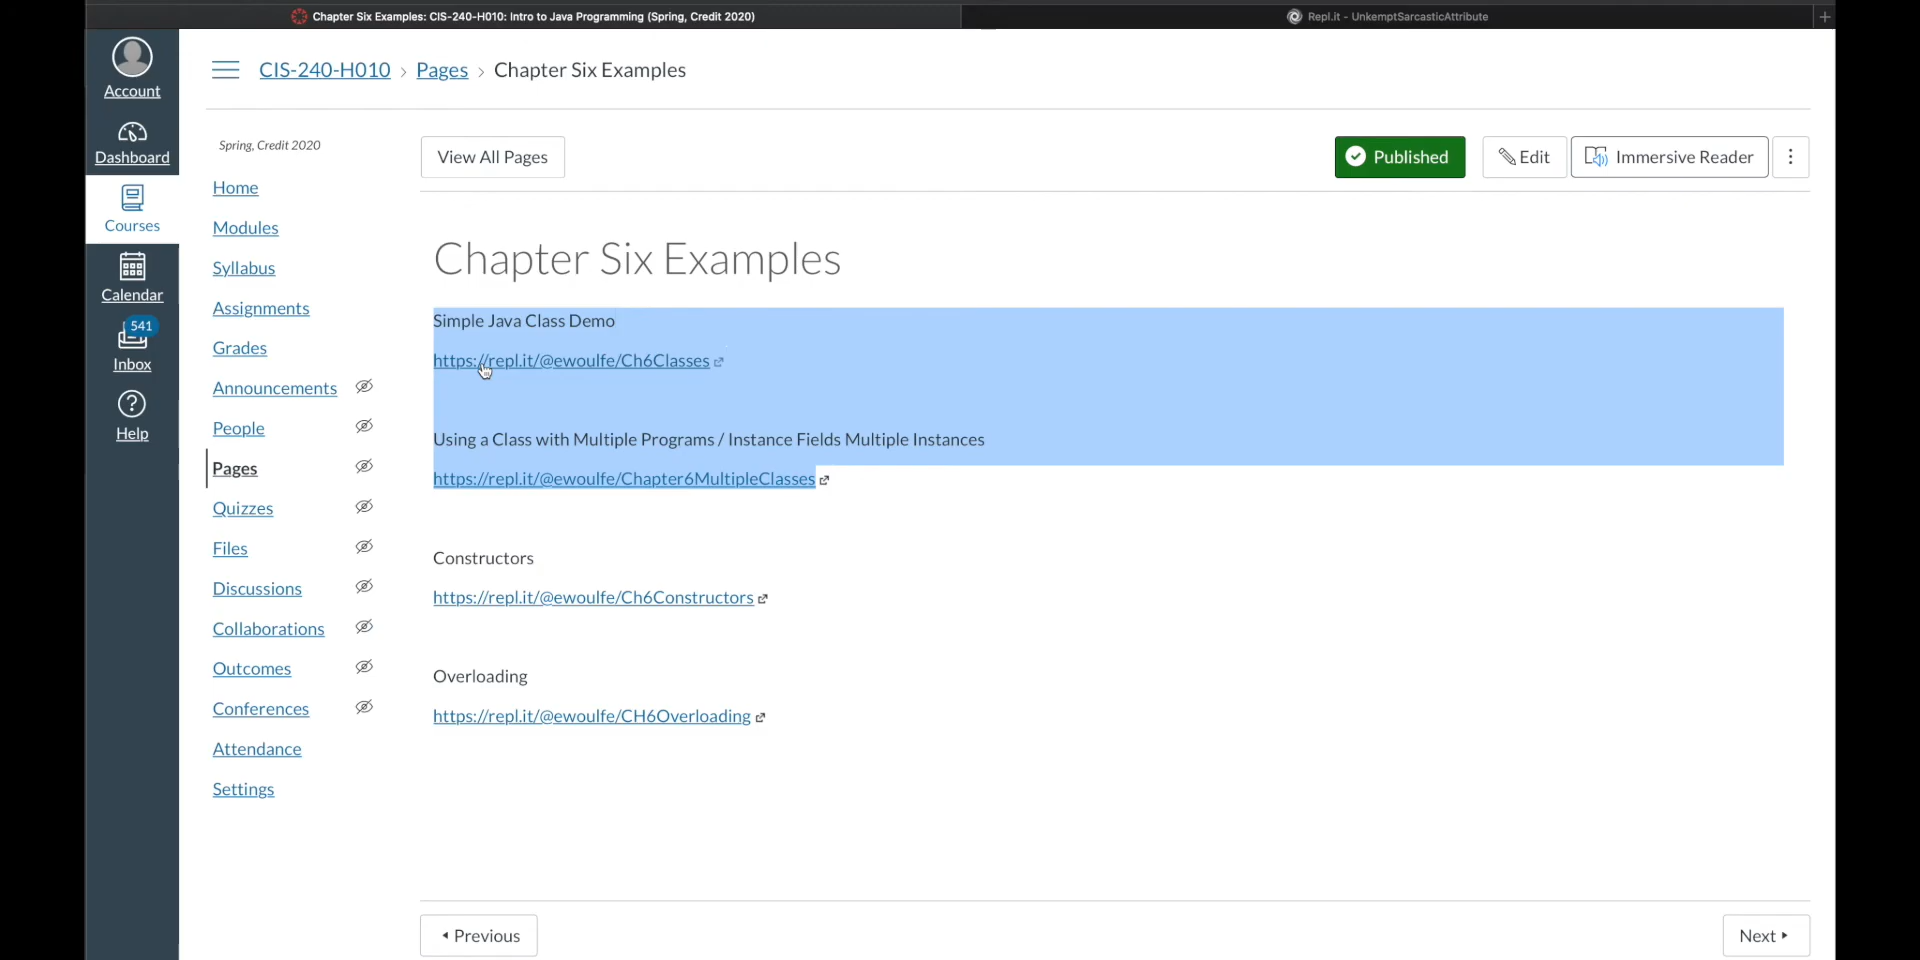 Chapter Six Examples: CIS-240-H010: Intro to Java Programming (Spring, Credit 2020)
Repl.it - UnkemptSarcasticAttribute
Account
Dashboard
Courses
Calendar
541
Inbox
Help
CIS-240-H010 › Pages › Chapter Six Examples
Spring, Credit 2020
Home
Modules
Syllabus
Assignments
Grades
Announcements
People
Pages
Quizzes
Files
Discussions
Collaborations
Outcomes
Conferences
Attendance
Settings
View All Pages
Published
Edit
Immersive Reader
Chapter Six Examples
Simple Java Class Demo
https://repl.it/@ewoulfe/Ch6Classes
Using a Class with Multiple Programs / Instance Fields Multiple Instances
https://repl.it/@ewoulfe/Chapter6MultipleClasses
Constructors
https://repl.it/@ewoulfe/Ch6Constructors
Overloading
https://repl.it/@ewoulfe/CH6Overloading
Previous
Next